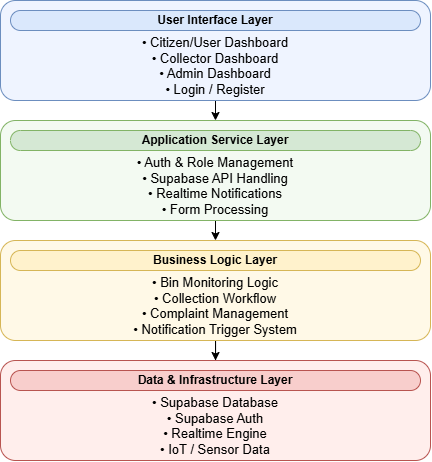 User Interface Layer
• Citizen/User Dashboard
• Collector Dashboard
• Admin Dashboard
• Login / Register
Application Service Layer
• Auth & Role Management
• Supabase API Handling
• Realtime Notifications
• Form Processing
Business Logic Layer
• Bin Monitoring Logic
• Collection Workflow
• Complaint Management
• Notification Trigger System
Data & Infrastructure Layer
• Supabase Database
• Supabase Auth
• Realtime Engine
• IoT / Sensor Data